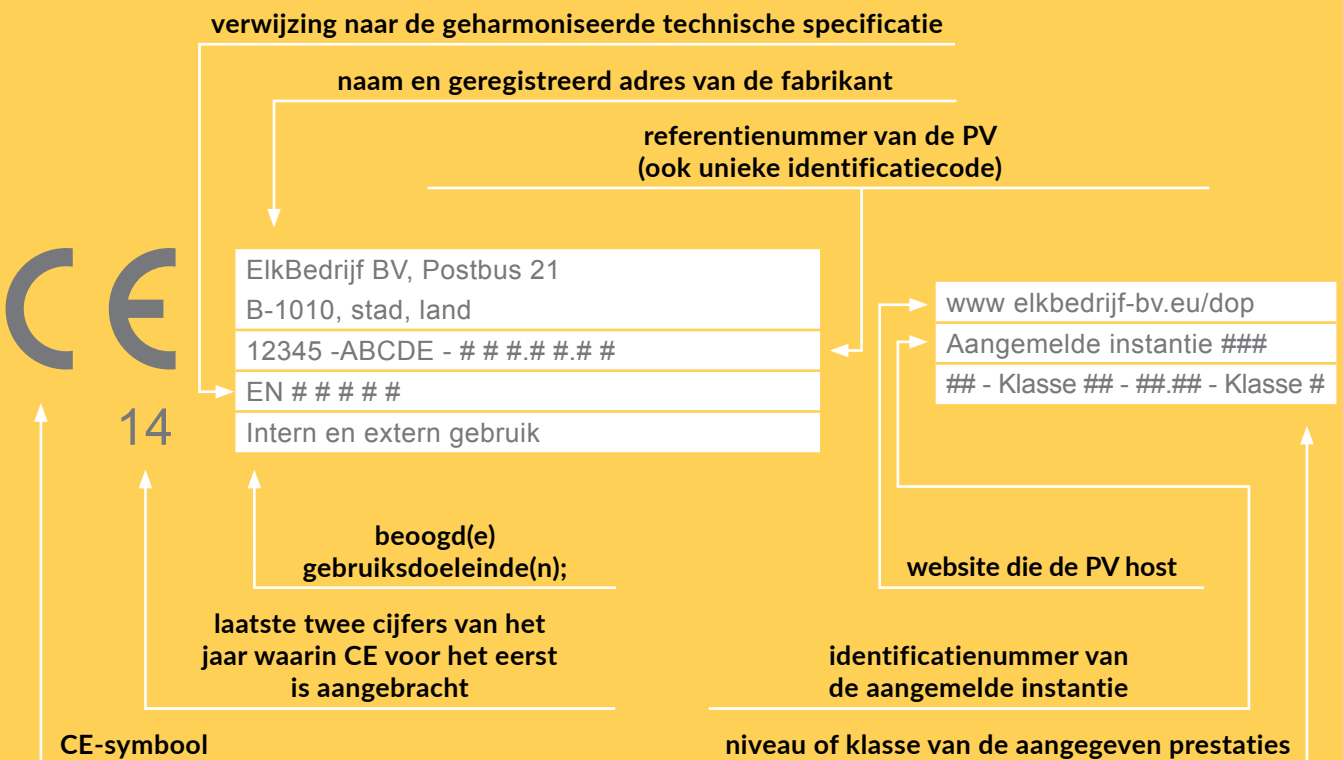 verwijzing naar de geharmoniseerde technische specificatie
naam en geregistreerd adres van de fabrikant
referentienummer van de PV
(ook unieke identificatiecode)
CE
14
ElkBedrijf BV, Postbus 21
B-1010, stad, land
12345 -ABCDE - # # #.# #.# #
EN # # # # #
Intern en extern gebruik
www elkbedrijf-bv.eu/dop
Aangemelde instantie ###
## - Klasse ## - ##.## - Klasse #
beoogd(e)
gebruiksdoeleinde(n);
website die de PV host
laatste twee cijfers van het
jaar waarin CE voor het eerst
is aangebracht
identificatienummer van
de aangemelde instantie
CE-symbool
niveau of klasse van de aangegeven prestaties